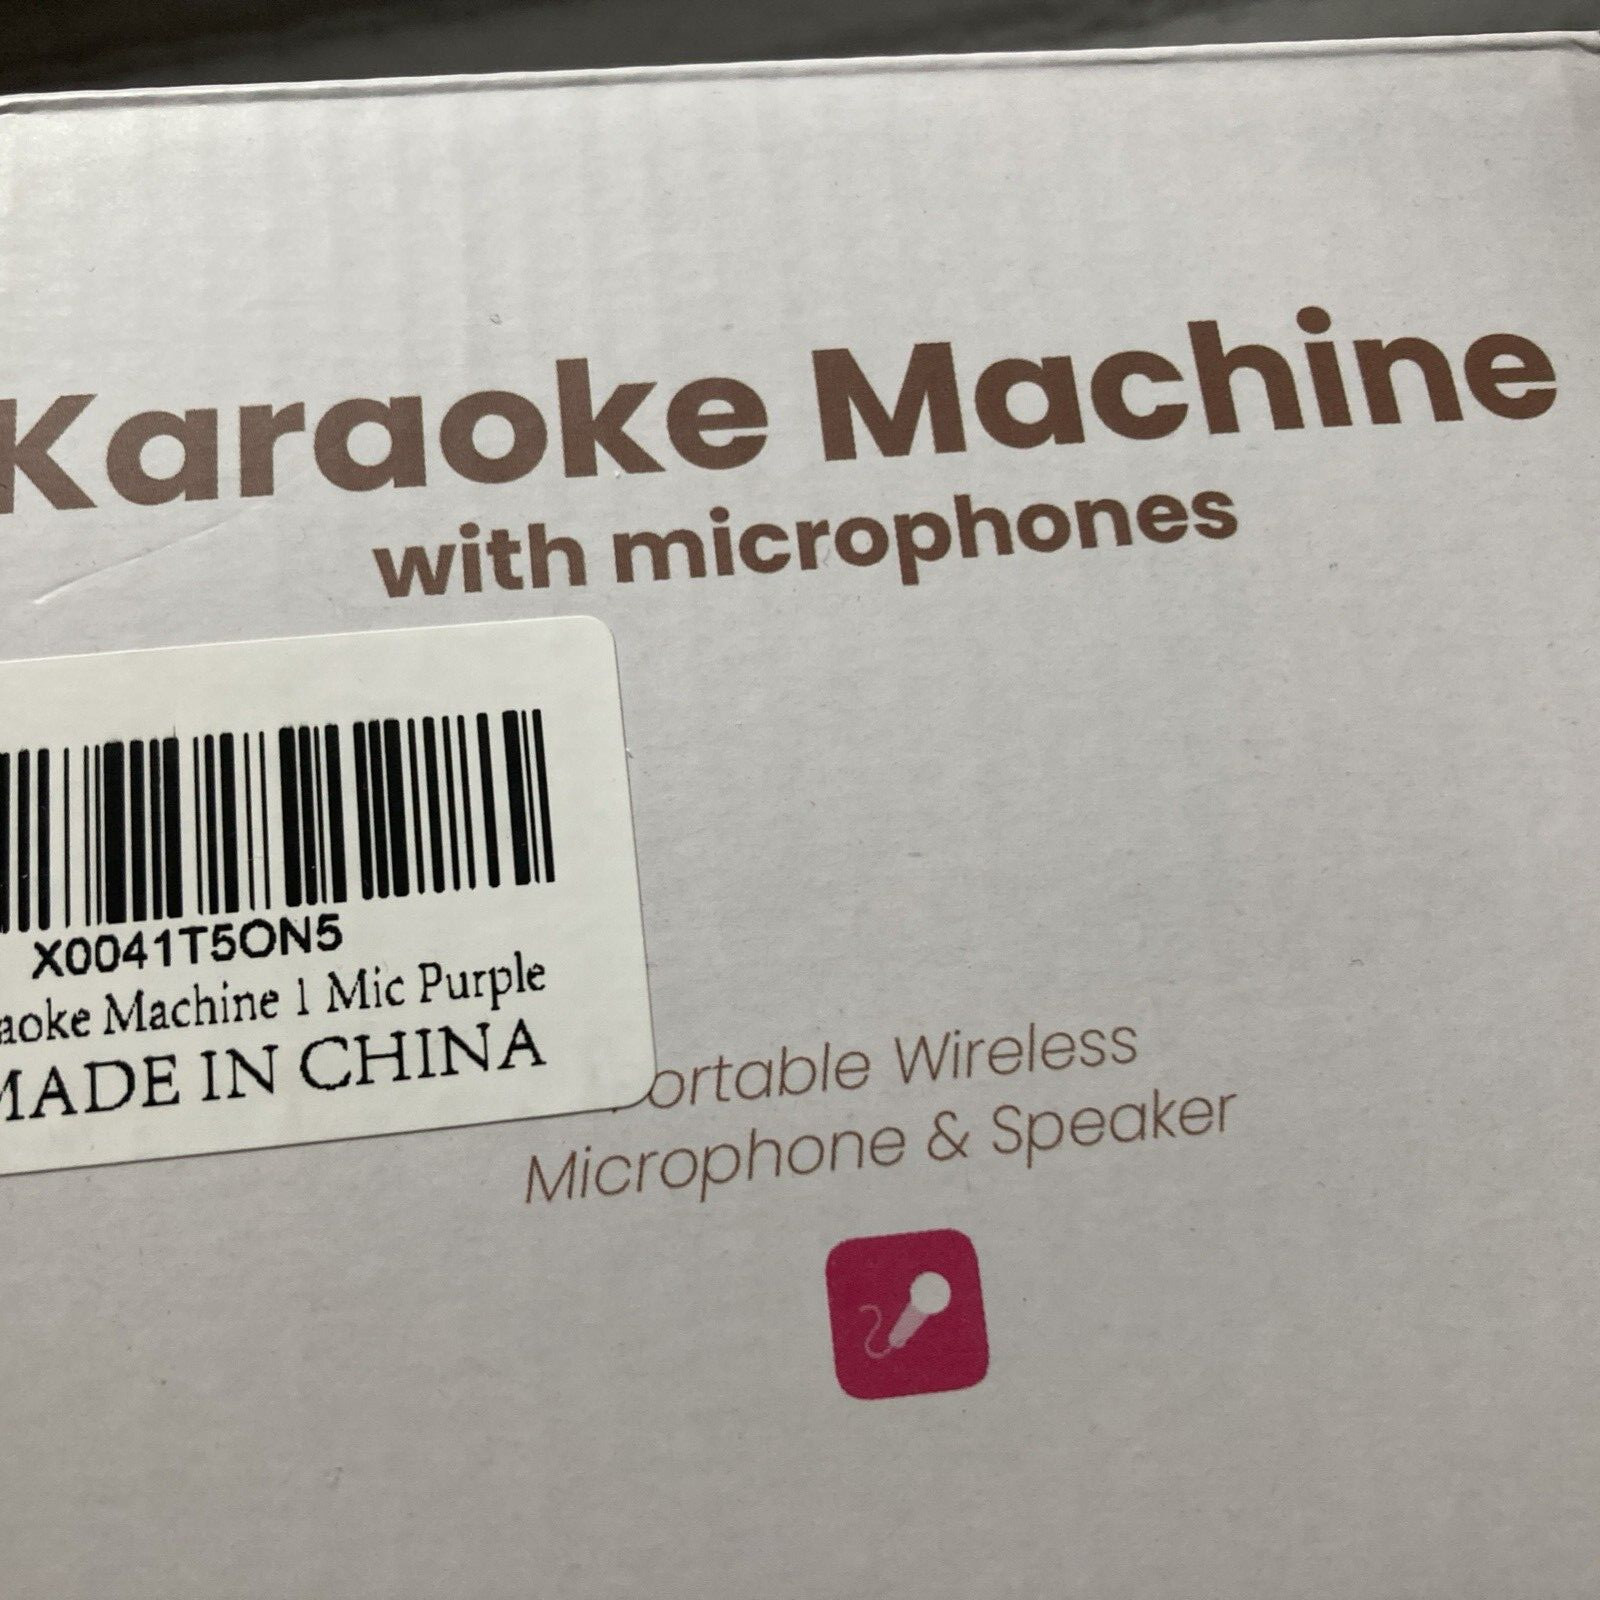 Karaoke Machine
with microphones
X0041T5ON5
aoke Machine 1 Mic Purple
MADE IN CHINA
ortable Wireless
Microphone & Speaker